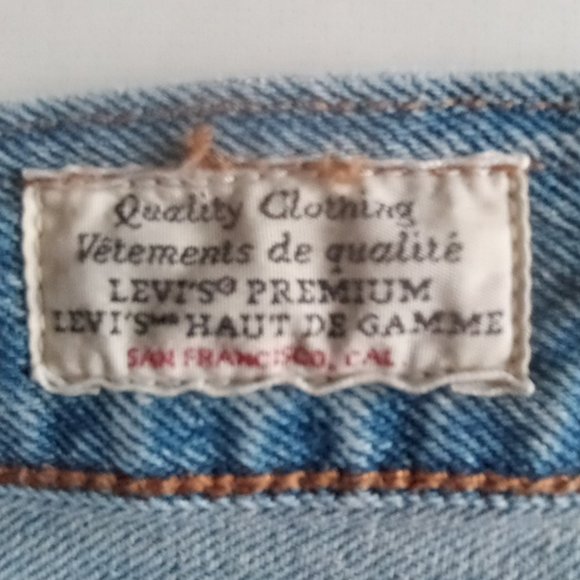 Quality Clothing
Vêtements de qualité
LEVI'S® PREMIUM
LEVI'S HAUT DE GAMME
SAN FRANCISCO, CAL